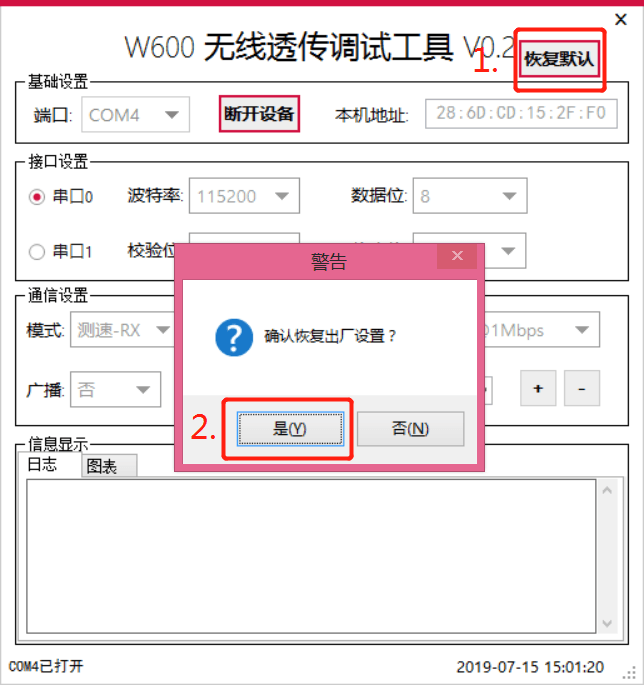 W600 无线透传调试工具 V0.2
1. 恢复默认
基础设置
端口: COM4 断开设备 本机地址: 28:6D:CD:15:2F:F0
接口设置
串口0 波特率: 115200 数据位: 8
串口1 校验位
警告
通信设置
模式: 测速-RX 01Mbps
确认恢复出厂设置？
广播: 否 + -
2. 是(Y) 否(N)
信息显示
日志 图表
COM4已打开 2019-07-15 15:01:20